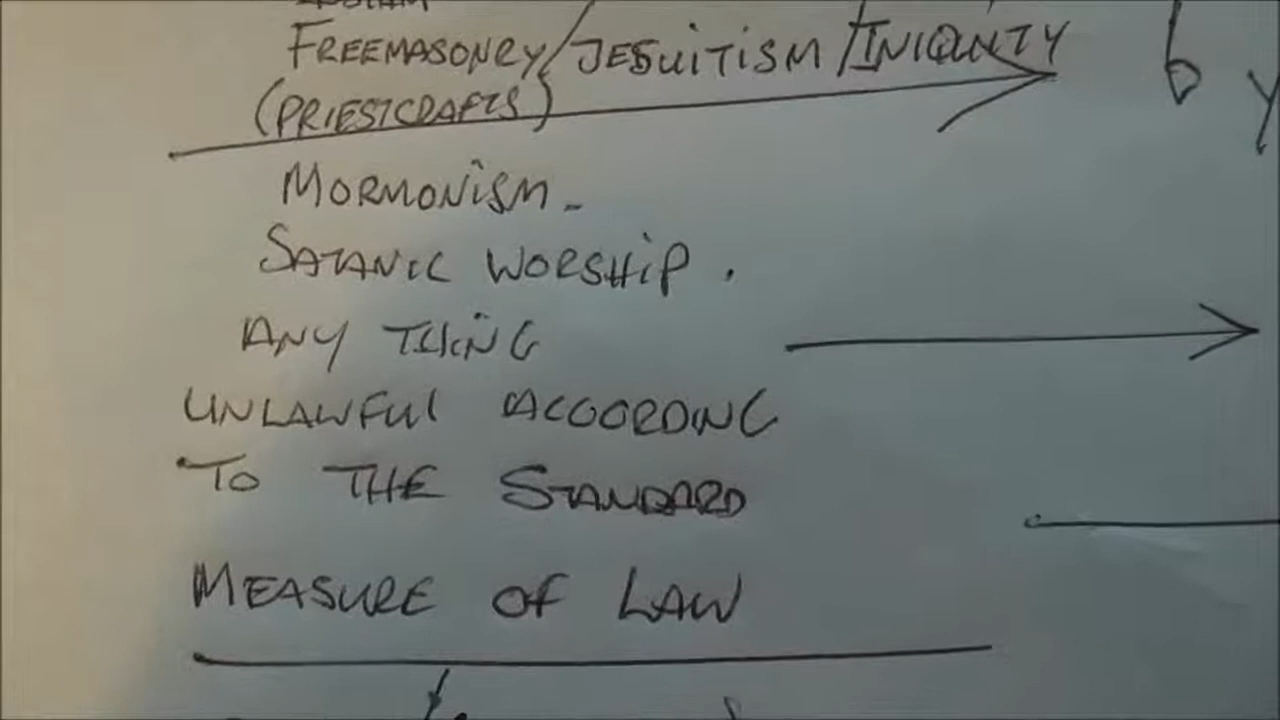 FREEMASONRY/JESUITISM/INIQUITY
(PRIESTCRAFTS)
MORMONISM-
SATANIC WORSHIP.
ANY THING
UNLAWFUL ACCORDING
TO THE STANDARD
MEASURE OF LAW